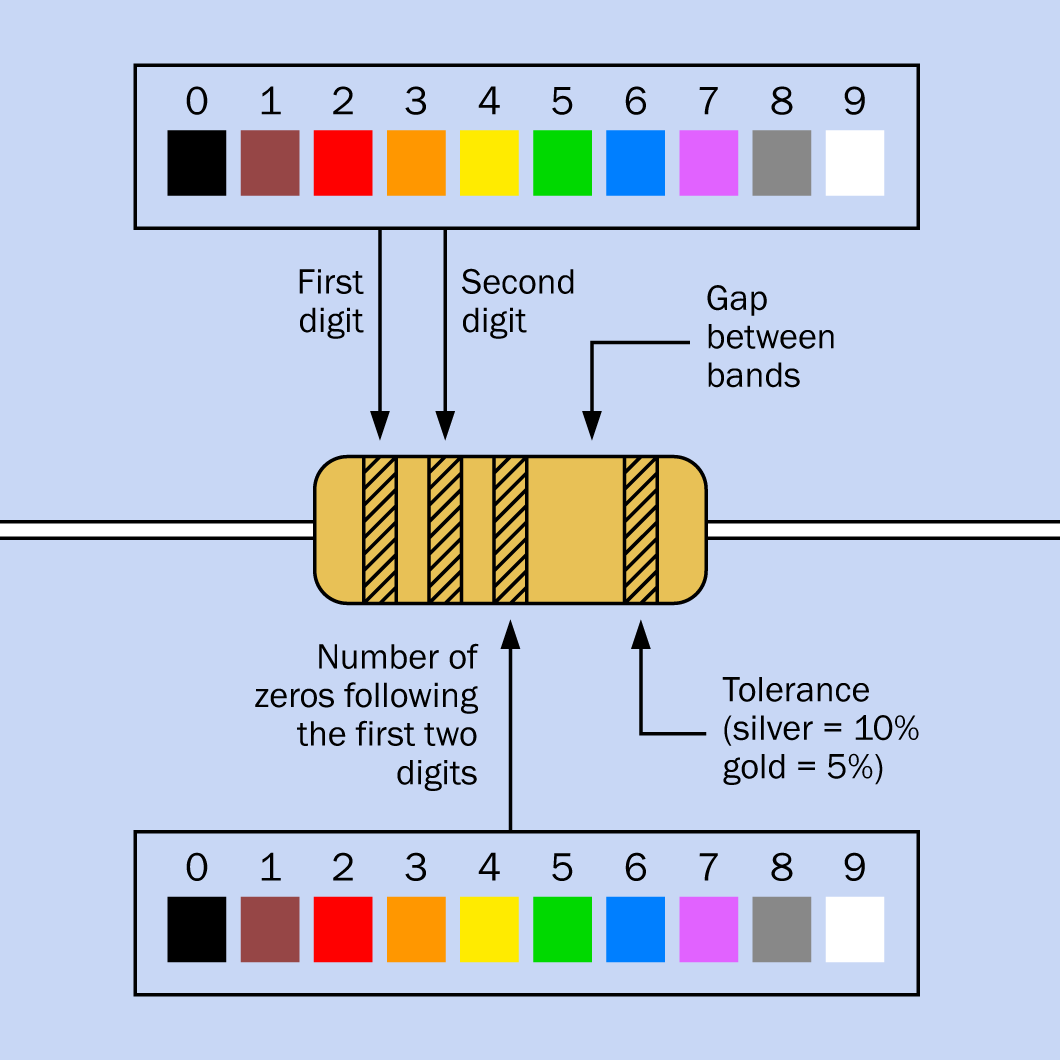 0 1 2 3 4 5 6 7 8 9
First
digit
Second
digit
Gap
between
bands
Number of
zeros following
the first two
digits
Tolerance
(silver = 10%
gold = 5%)
0 1 2 3 4 5 6 7 8 9